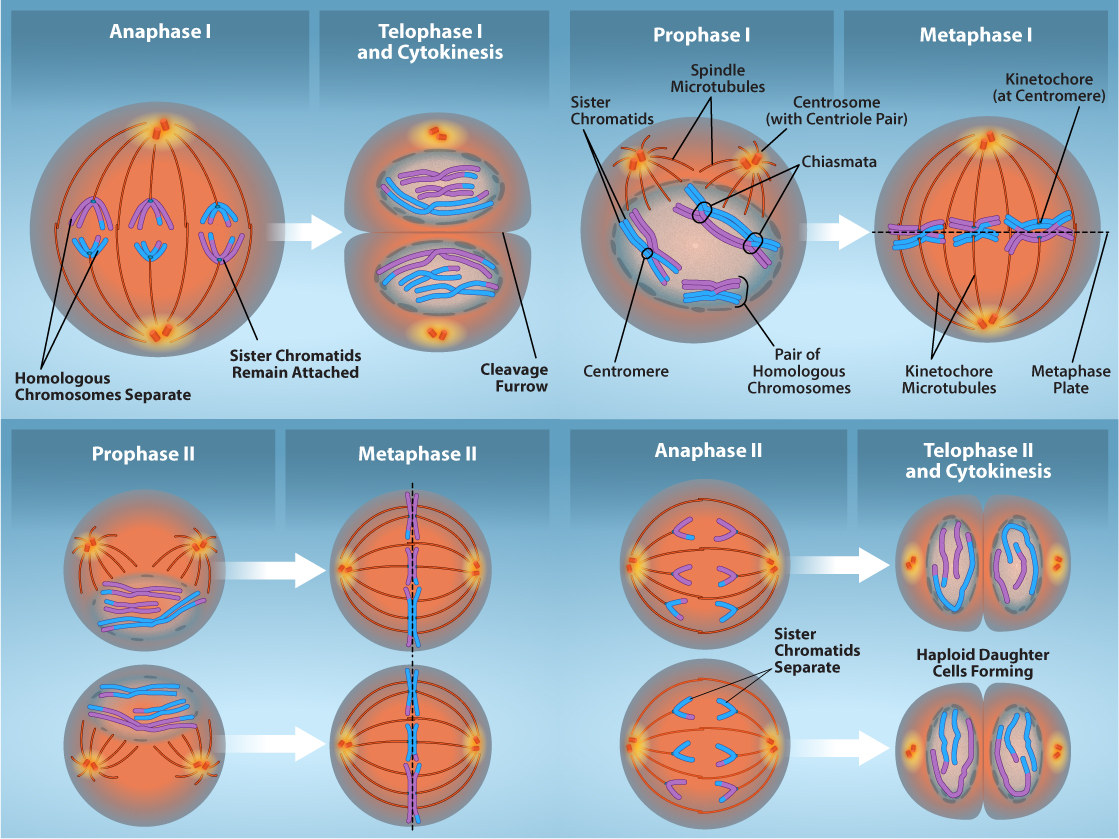 Anaphase I
Telophase I
and Cytokinesis
Homologous
Chromosomes Separate
Sister Chromatids
Remain Attached
Cleavage
Furrow
Prophase I
Metaphase I
Spindle
Microtubules
Sister
Chromatids
Centrosome
(with Centriole Pair)
Chiasmata
Kinetochore
(at Centromere)
Centromere
Pair of
Homologous
Chromosomes
Kinetochore
Microtubules
Metaphase
Plate
Prophase II
Metaphase II
Anaphase II
Telophase II
and Cytokinesis
Sister
Chromatids
Separate
Haploid Daughter
Cells Forming